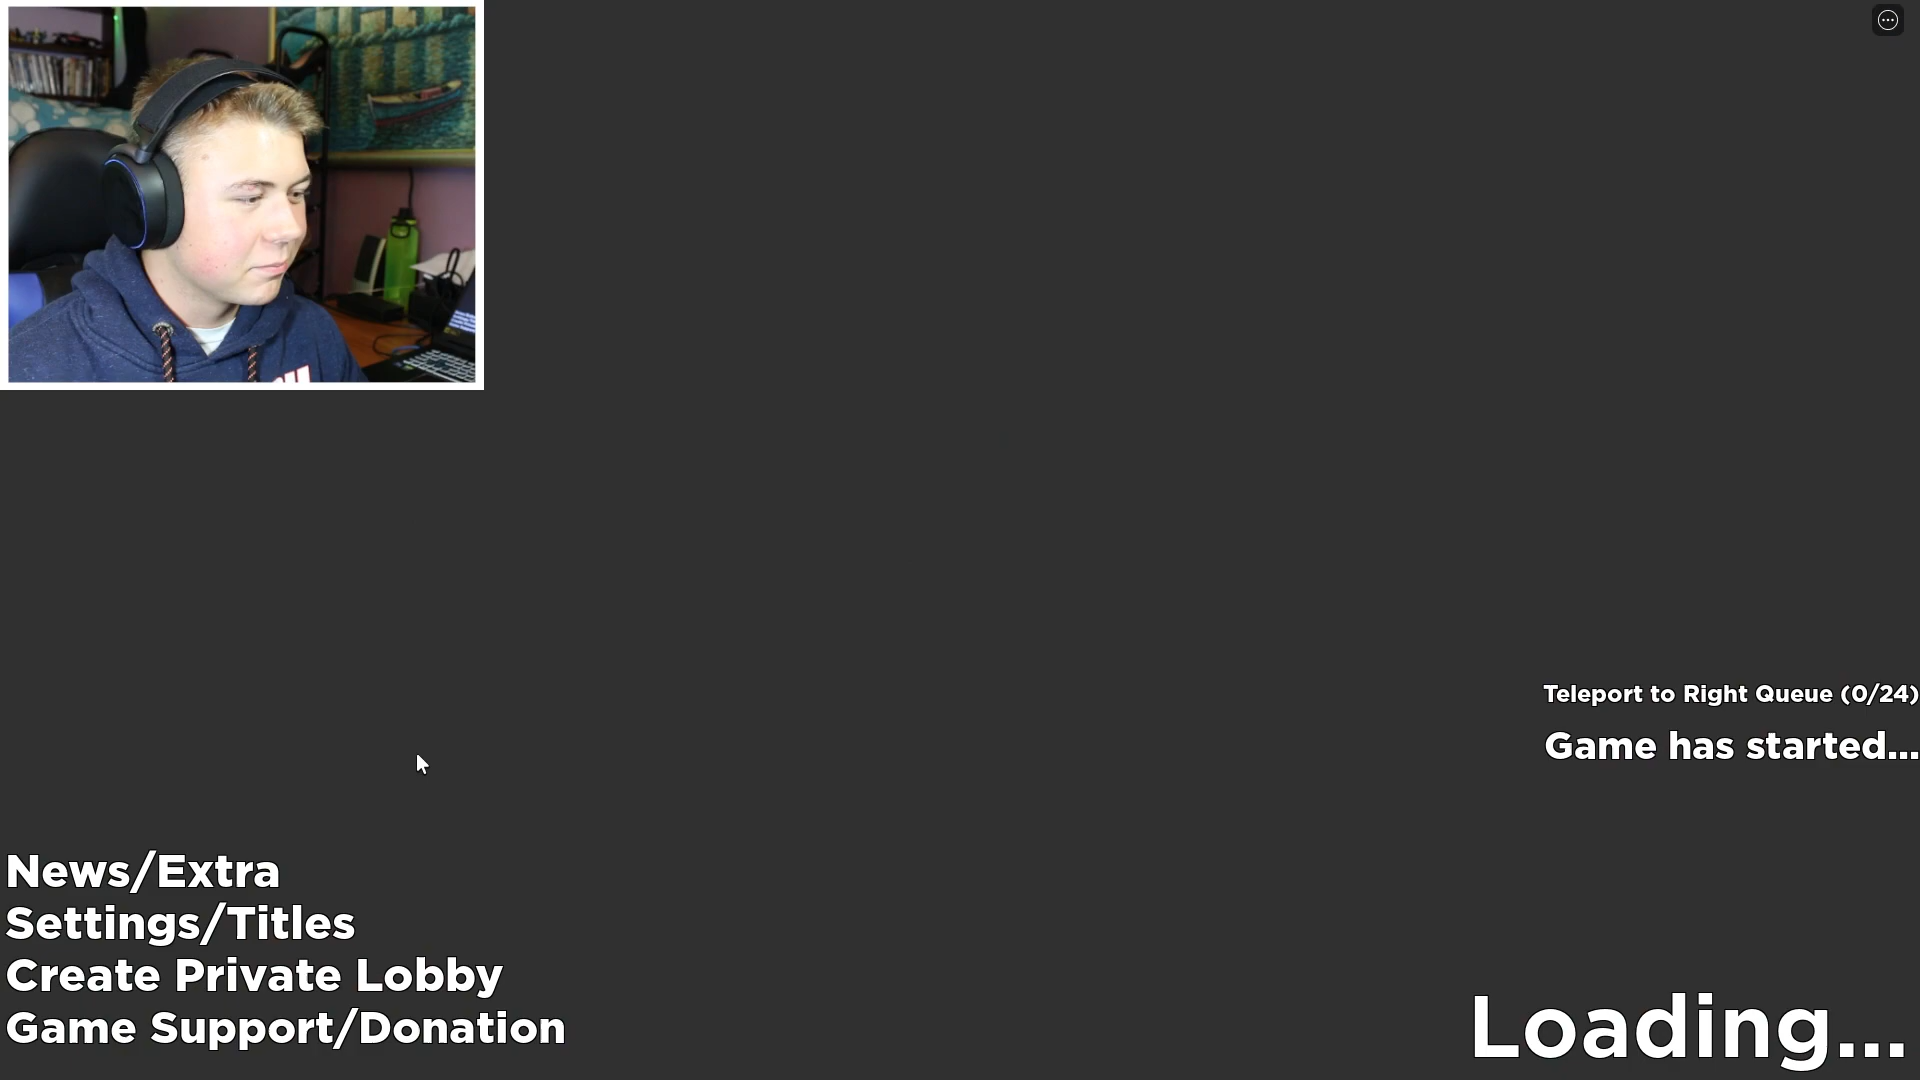 Teleport to Right Queue (0/24)
Game has started...
News/Extra
Settings/Titles
Create Private Lobby
Game Support/Donation
Loading...